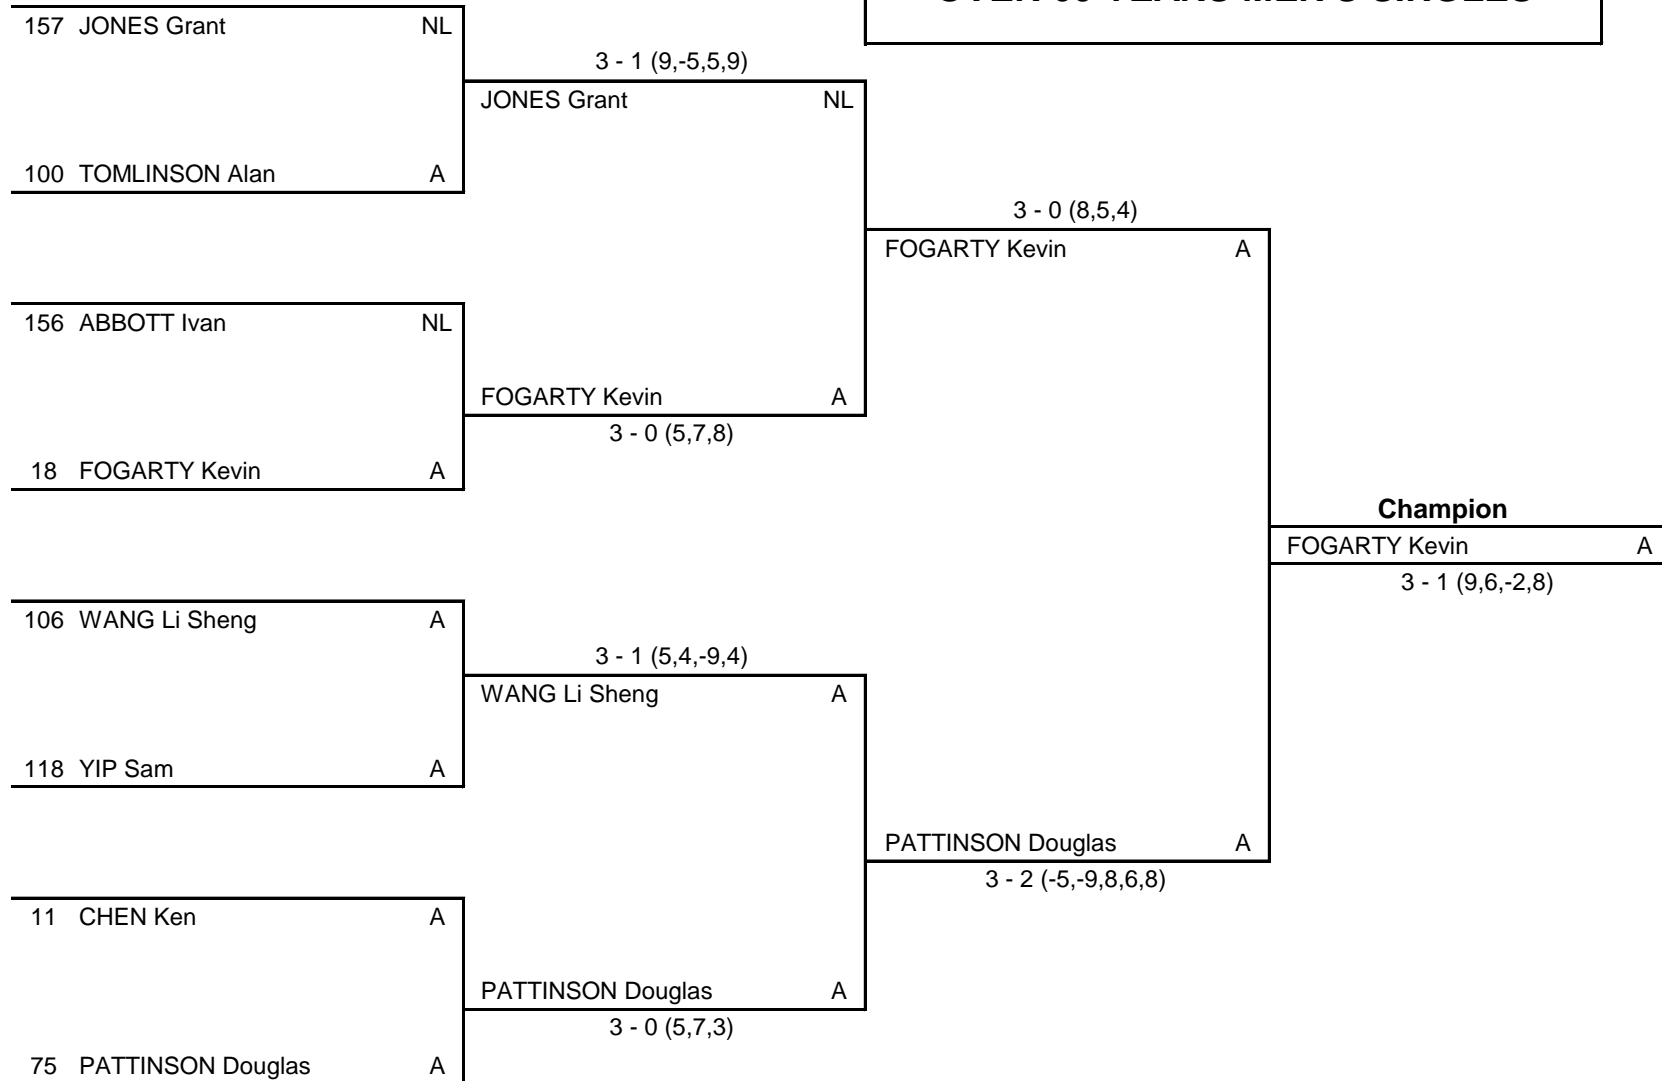 OVER YEARS MEN'S SINGLES
157 JONES Grant NL
3 - 1 (9,-5,5,9)
JONES Grant NL
100 TOMLINSON Alan A
3 - 0 (8,5,4)
FOGARTY Kevin A
156 ABBOTT Ivan NL
FOGARTY Kevin A
3 - 0 (5,7,8)
18 FOGARTY Kevin A
Champion
FOGARTY Kevin A
3 - 1 (9,6,-2,8)
106 WANG Li Sheng A
3 - 1 (5,4,-9,4)
WANG Li Sheng A
118 YIP Sam A
PATTINSON Douglas A
3 - 2 (-5,-9,8,6,8)
11 CHEN Ken A
PATTINSON Douglas A
3 - 0 (5,7,3)
75 PATTINSON Douglas A